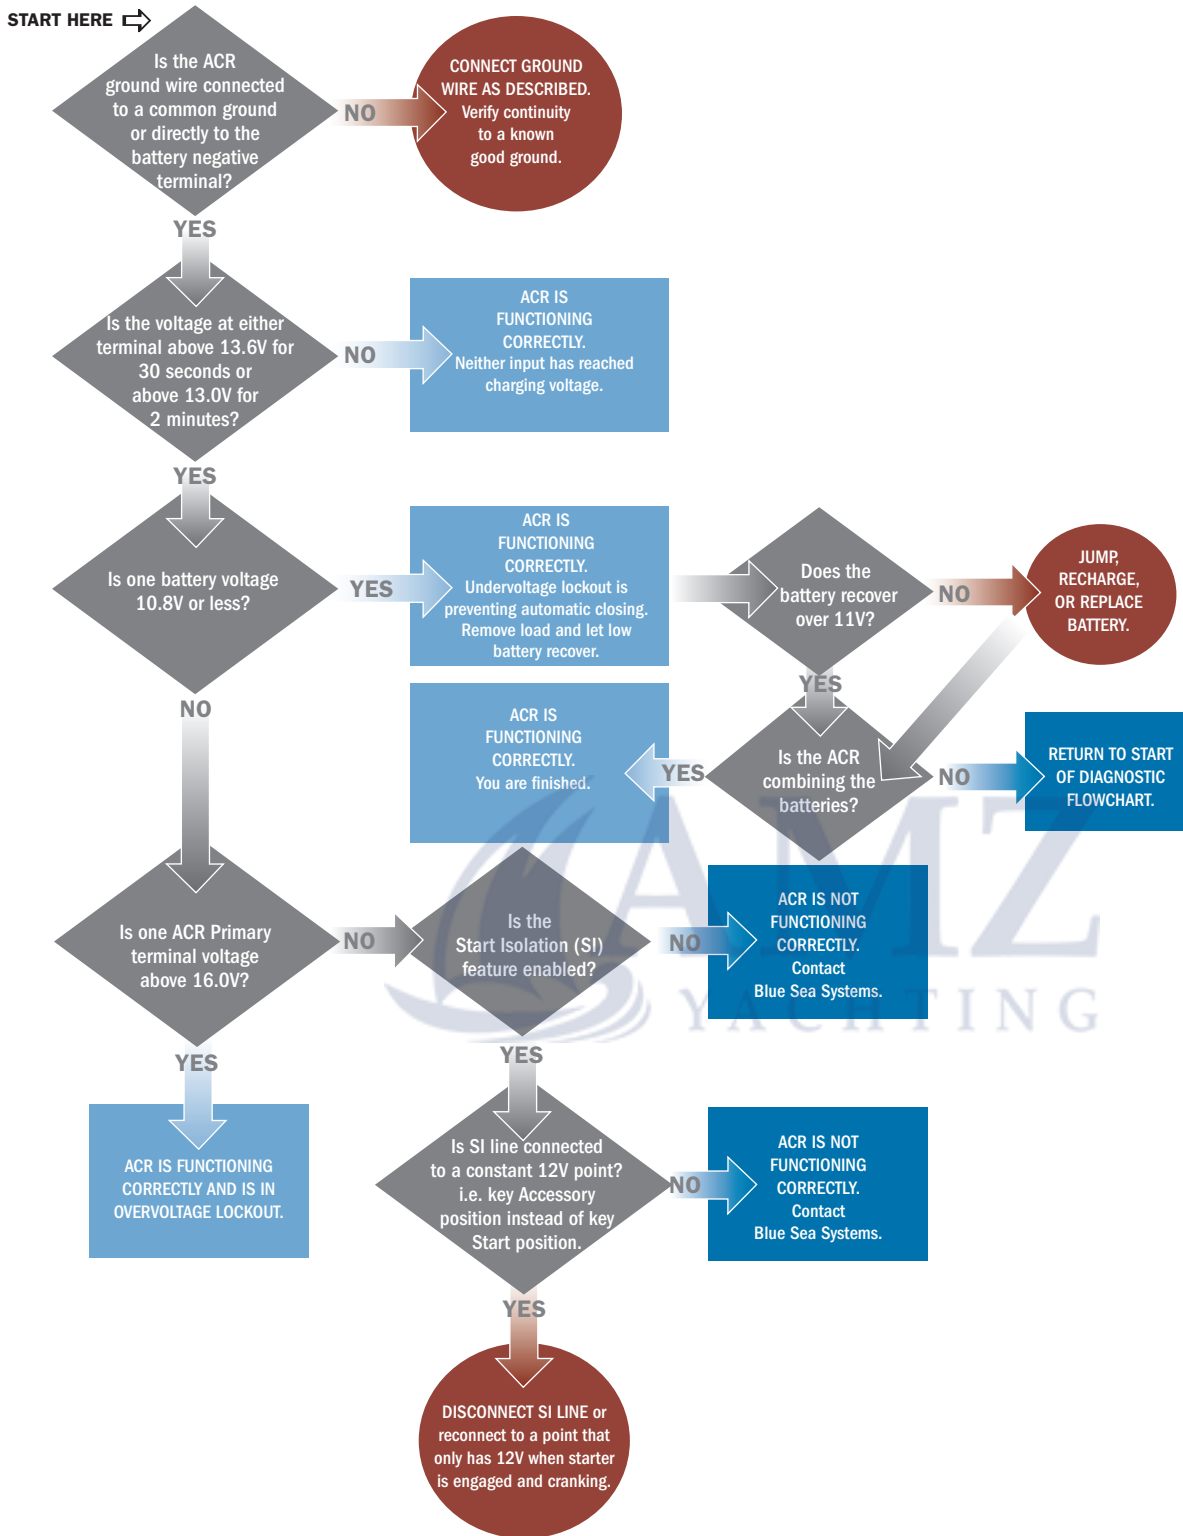 START HERE
Is the ACR
ground wire connected
to a common ground
or directly to the
battery negative
terminal?
NO
CONNECT GROUND
WIRE AS DESCRIBED.
Verify continuity
to a known
good ground.
YES
Is the voltage at either
terminal above 13.6V for
30 seconds or
above 13.0V for
2 minutes?
NO
ACR IS
FUNCTIONING
CORRECTLY.
Neither input has reached
charging voltage.
YES
Is one battery voltage
10.8V or less?
YES
ACR IS
FUNCTIONING
CORRECTLY.
Undervoltage lockout is
preventing automatic closing.
Remove load and let low
battery recover.
Does the
battery recover
over 11V?
NO
JUMP,
RECHARGE,
OR REPLACE
BATTERY.
YES
Is the ACR
combining the
batteries?
YES
ACR IS
FUNCTIONING
CORRECTLY.
You are finished.
NO
RETURN TO START
OF DIAGNOSTIC
FLOWCHART.
NO
Is one ACR Primary
terminal voltage
above 16.0V?
NO
Is the
Start Isolation (SI)
feature enabled?
NO
ACR IS NOT
FUNCTIONING
CORRECTLY.
Contact
Blue Sea Systems.
YES
ACR IS FUNCTIONING
CORRECTLY AND IS IN
OVERVOLTAGE LOCKOUT.
YES
Is SI line connected
to a constant 12V point?
i.e. key Accessory
position instead of key
Start position.
NO
ACR IS NOT
FUNCTIONING
CORRECTLY.
Contact
Blue Sea Systems.
YES
DISCONNECT SI LINE or
reconnect to a point that
only has 12V when starter
is engaged and cranking.
AMZ
YACHTING